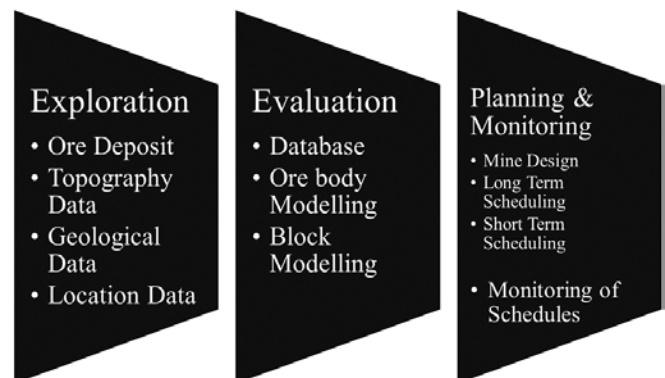 Exploration
• Ore Deposit
• Topography
Data
• Geological
Data
• Location Data
Evaluation
• Database
• Ore body
Modelling
• Block
Modelling
Planning &
Monitoring
• Mine Design
• Long Term
Scheduling
• Short Term
Scheduling
• Monitoring of
Schedules